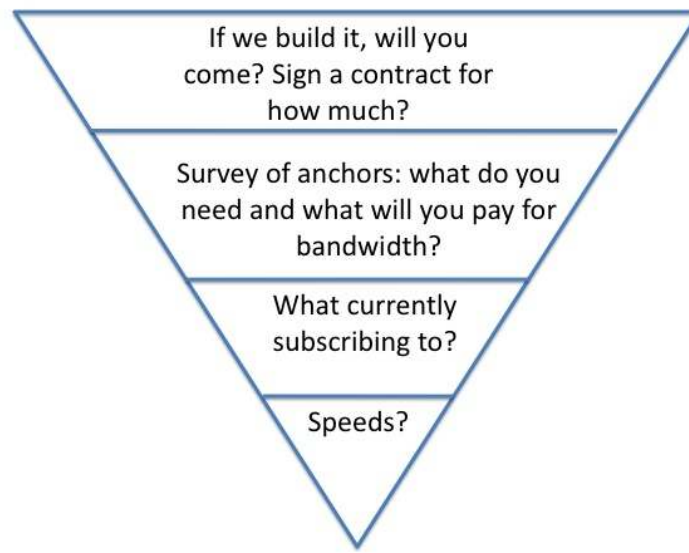 If we build it, will you
come? Sign a contract for
how much?
Survey of anchors: what do you
need and what will you pay for
bandwidth?
What currently
subscribing to?
Speeds?